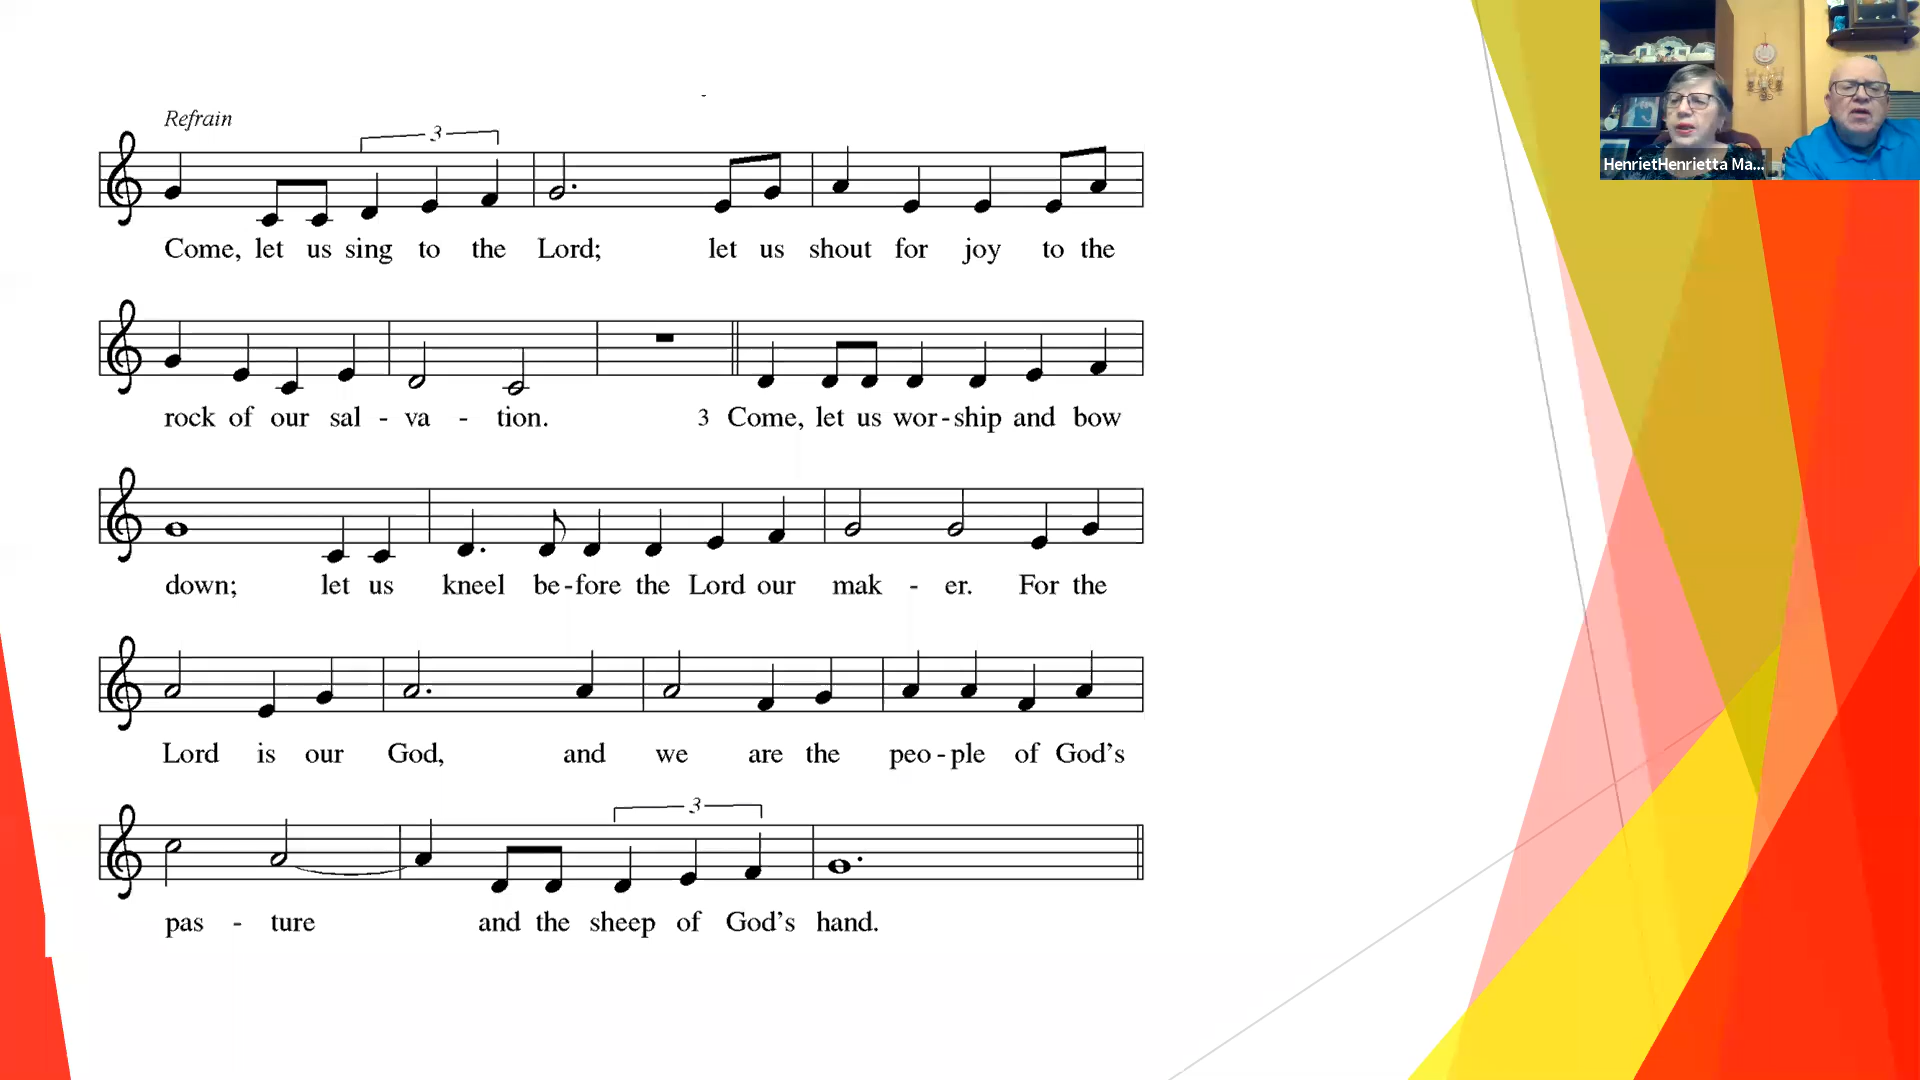 Refrain
3
Come, let us sing to the Lord; let us shout for joy to the
rock of our sal - va - tion. 3 Come, let us wor - ship and bow
down; let us kneel be - fore the Lord our mak - er. For the
Lord is our God, and we are the peo - ple of God's
3
pas - ture and the sheep of God's hand.
HenrietHenrietta Ma...